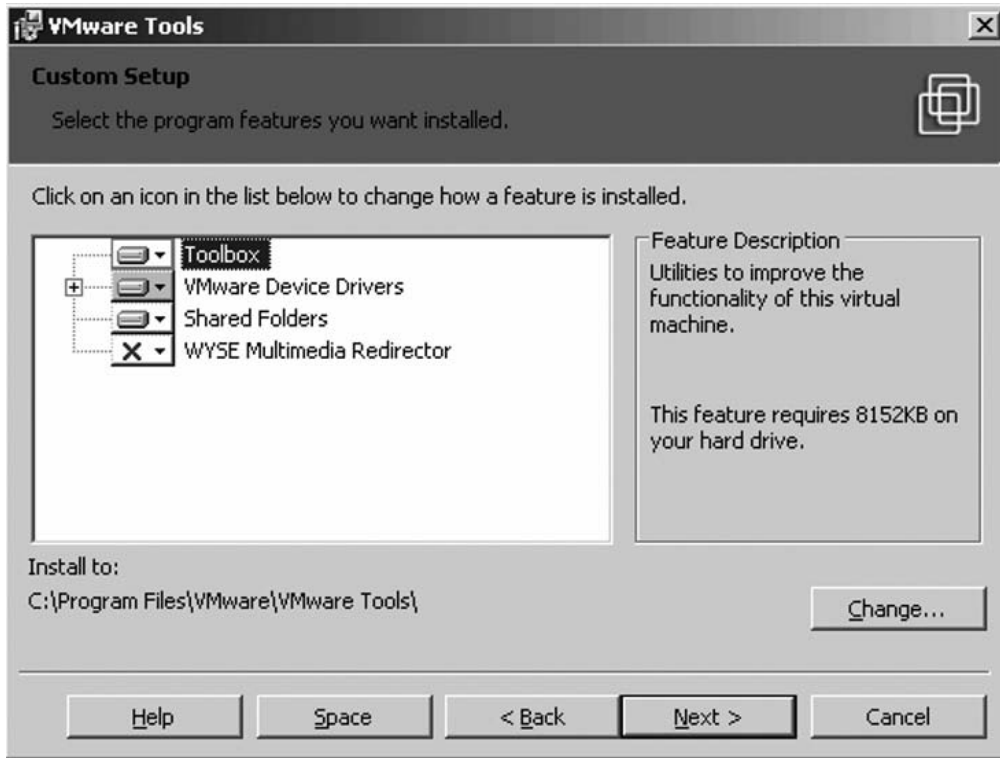 VMware Tools
Custom Setup
Select the program features you want installed.
Click on an icon in the list below to change how a feature is installed.
Toolbox
VMware Device Drivers
Shared Folders
WYSE Multimedia Redirector
Feature Description
Utilities to improve the
functionality of this virtual
machine.
This feature requires 8152KB on
your hard drive.
Install to:
C:\Program Files\VMware\VMware Tools\
Change...
Help
Space
< Back
Next >
Cancel